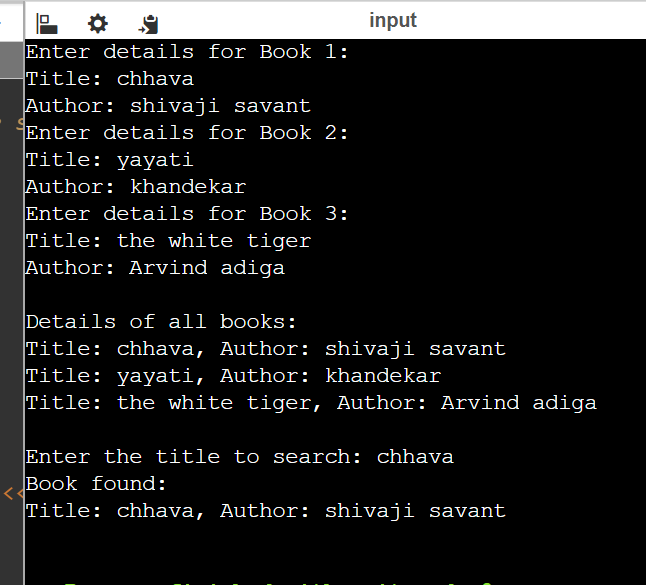 input
Enter details for Book 1:
Title: chhava
Author: shivaji savant
Enter details for Book 2:
Title: yayati
Author: khandekar
Enter details for Book 3:
Title: the white tiger
Author: Arvind adiga
Details of all books:
Title: chhava, Author: shivaji savant
Title: yayati, Author: khandekar
Title: the white tiger, Author: Arvind adiga
Enter the title to search: chhava
<<
Book found:
Title: chhava, Author: shivaji savant